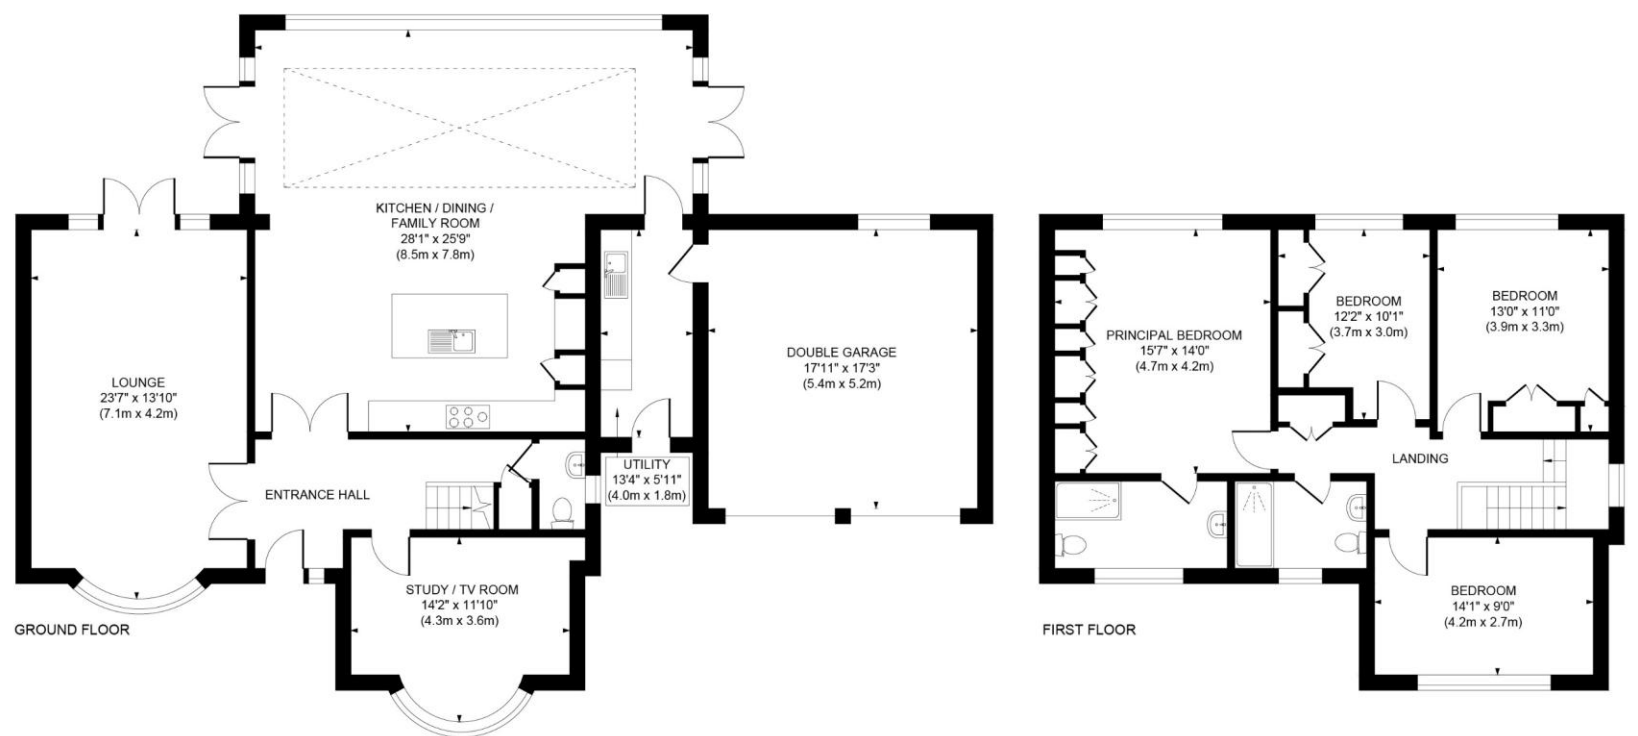 KITCHEN / DINING /
FAMILY ROOM
28'1" x 25'9"
(8.5m x 7.8m)
LOUNGE
23'7" x 13'10"
(7.1m x 4.2m)
DOUBLE GARAGE
17'11" x 17'3"
(5.4m x 5.2m)
UTILITY
13'4" x 5'11"
(4.0m x 1.8m)
ENTRANCE HALL
STUDY / TV ROOM
14'2" x 11'10"
(4.3m x 3.6m)
GROUND FLOOR
PRINCIPAL BEDROOM
15'7" x 14'0"
(4.7m x 4.2m)
BEDROOM
12'2" x 10'1"
(3.7m x 3.0m)
BEDROOM
13'0" x 11'0"
(3.9m x 3.3m)
LANDING
BEDROOM
14'1" x 9'0"
(4.2m x 2.7m)
FIRST FLOOR